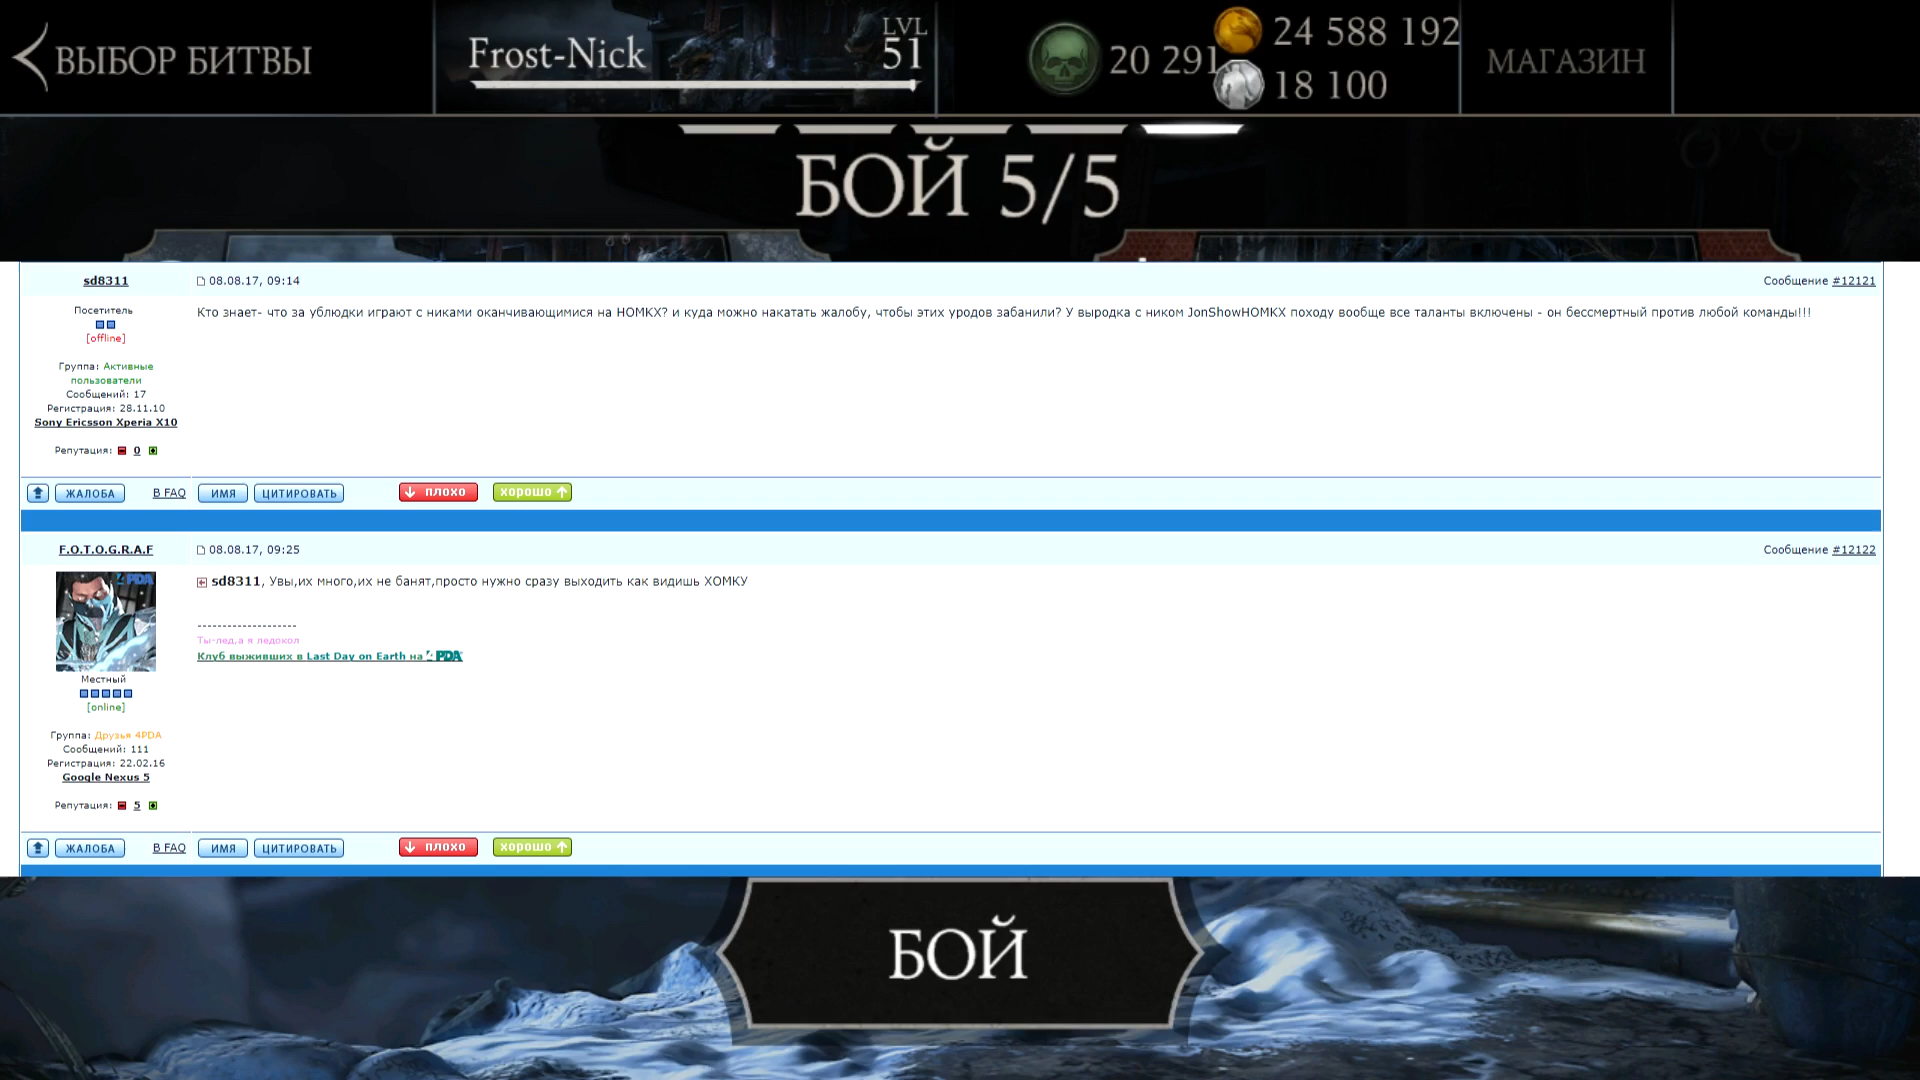 ВЫБОР БИТВЫ
Frost-Nick
LVL
51
20 291
24 588 192
18 100
МАГАЗИН
БОЙ 5/5
sd8311
08.08.17, 09:14
Сообщение #12121
Посетитель
[offline]
Группа: Активные
пользователи
Сообщений: 17
Регистрация: 28.11.10
Sony Ericsson Xperia X10
Репутация: 0
Кто знает- что за ублюдки играют с никами оканчивающимися на HOMKX? и куда можно накатать жалобу, чтобы этих уродов забанили? У выродка с ником JonShowHOMKX походу вообще все таланты включены - он бессмертный против любой команды!!!
ЖАЛОБА
В FAQ
ИМЯ
ЦИТИРОВАТЬ
ПЛОХО
ХОРОШО
F.O.T.O.G.R.A.F
08.08.17, 09:25
Сообщение #12122
4PDA
Местный
[online]
Группа: Друзья 4PDA
Сообщений: 111
Регистрация: 22.02.16
Google Nexus 5
Репутация: 5
sd8311, Увы,их много,их не банят,просто нужно сразу выходить как видишь ХОМКУ
--------------------
Ты-лед,а я ледокол
Клуб выживших в Last Day on Earth на 4PDA
ЖАЛОБА
В FAQ
ИМЯ
ЦИТИРОВАТЬ
ПЛОХО
ХОРОШО
БОЙ